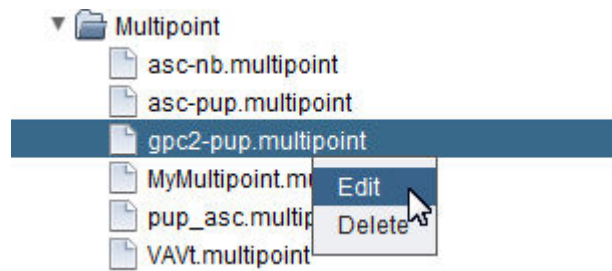 Multipoint
asc-nb.multipoint
asc-pup.multipoint
gpc2-pup.multipoint
MyMultipoint.mu
Edit
pup_asc.multip
Delete
VAVt.multipoint